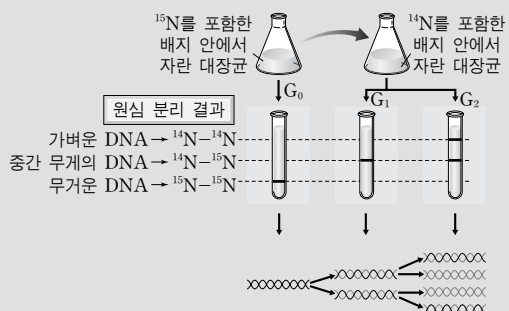 ¹⁵N를 포함한
배지 안에서
자란 대장균
¹⁴N를 포함한
배지 안에서
자란 대장균
G₀
G₁
G₂
원심 분리 결과
가벼운 DNA→ ¹⁴N–¹⁴N
중간 무게의 DNA→ ¹⁴N–¹⁵N
무거운 DNA→ ¹⁵N–¹⁵N